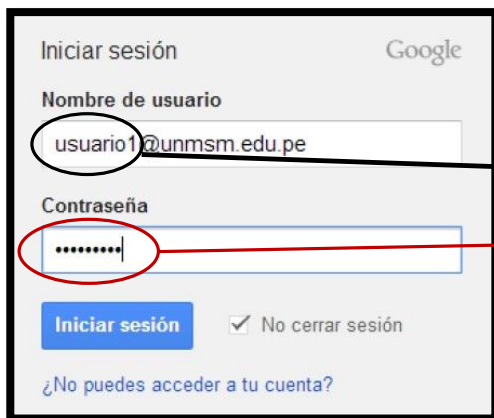 Iniciar sesión Google
Nombre de usuario
usuario1@unmsm.edu.pe
Contraseña
•••••••••
Iniciar sesión ✓ No cerrar sesión
¿No puedes acceder a tu cuenta?